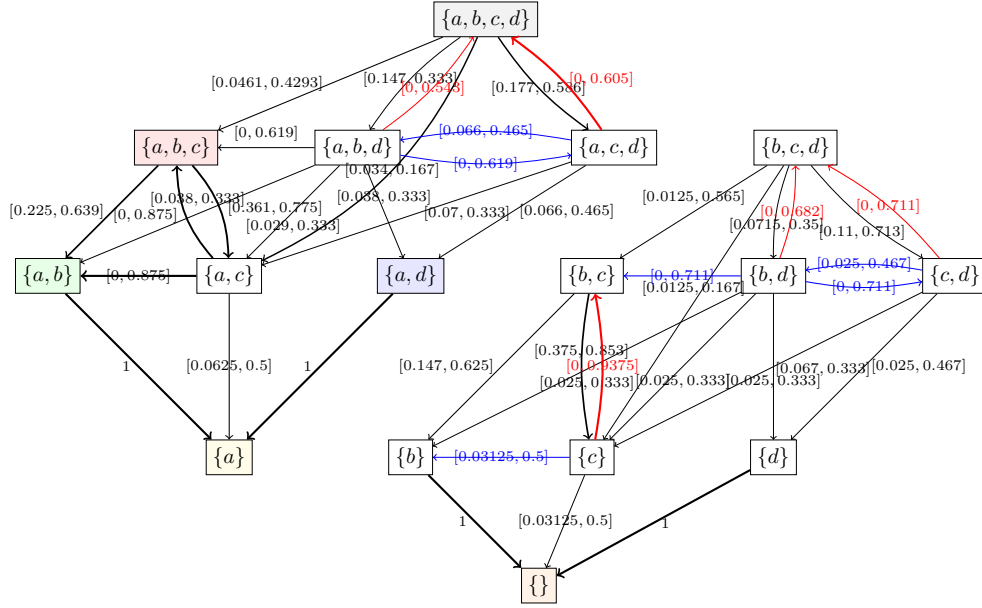 {a, b, c, d}
[0.0461, 0.4293]
[0.147, 0.333]
[0, 0.543]
[0.177, 0.586]
[0, 0.605]
[0, 0.619]
[0.066, 0.465]
{a, b, c}
{a, b, d}
{a, c, d}
{b, c, d}
[0, 0.619]
[0.034, 0.167]
[0.225, 0.639]
[0.038, 0.333]
[0, 0.875]
[0.361, 0.775]
[0.029, 0.333]
[0.038, 0.333]
[0.07, 0.333]
[0.066, 0.465]
[0.0125, 0.565]
[0.0715, 0.35]
[0, 0.682]
[0.11, 0.713]
[0, 0.711]
{a, b}
[0, 0.875]
{a, c}
{a, d}
{b, c}
[0, 0.711]
[0.0125, 0.167]
{b, d}
[0.025, 0.467]
[0, 0.711]
{c, d}
1
[0.0625, 0.5]
1
[0.147, 0.625]
[0.375, 0.853]
[0, 0.9375]
[0.025, 0.333]
[0.025, 0.333]
[0.025, 0.333]
[0.067, 0.333]
[0.025, 0.467]
{a}
{b}
[0.03125, 0.5]
{c}
{d}
1
[0.03125, 0.5]
1
{}